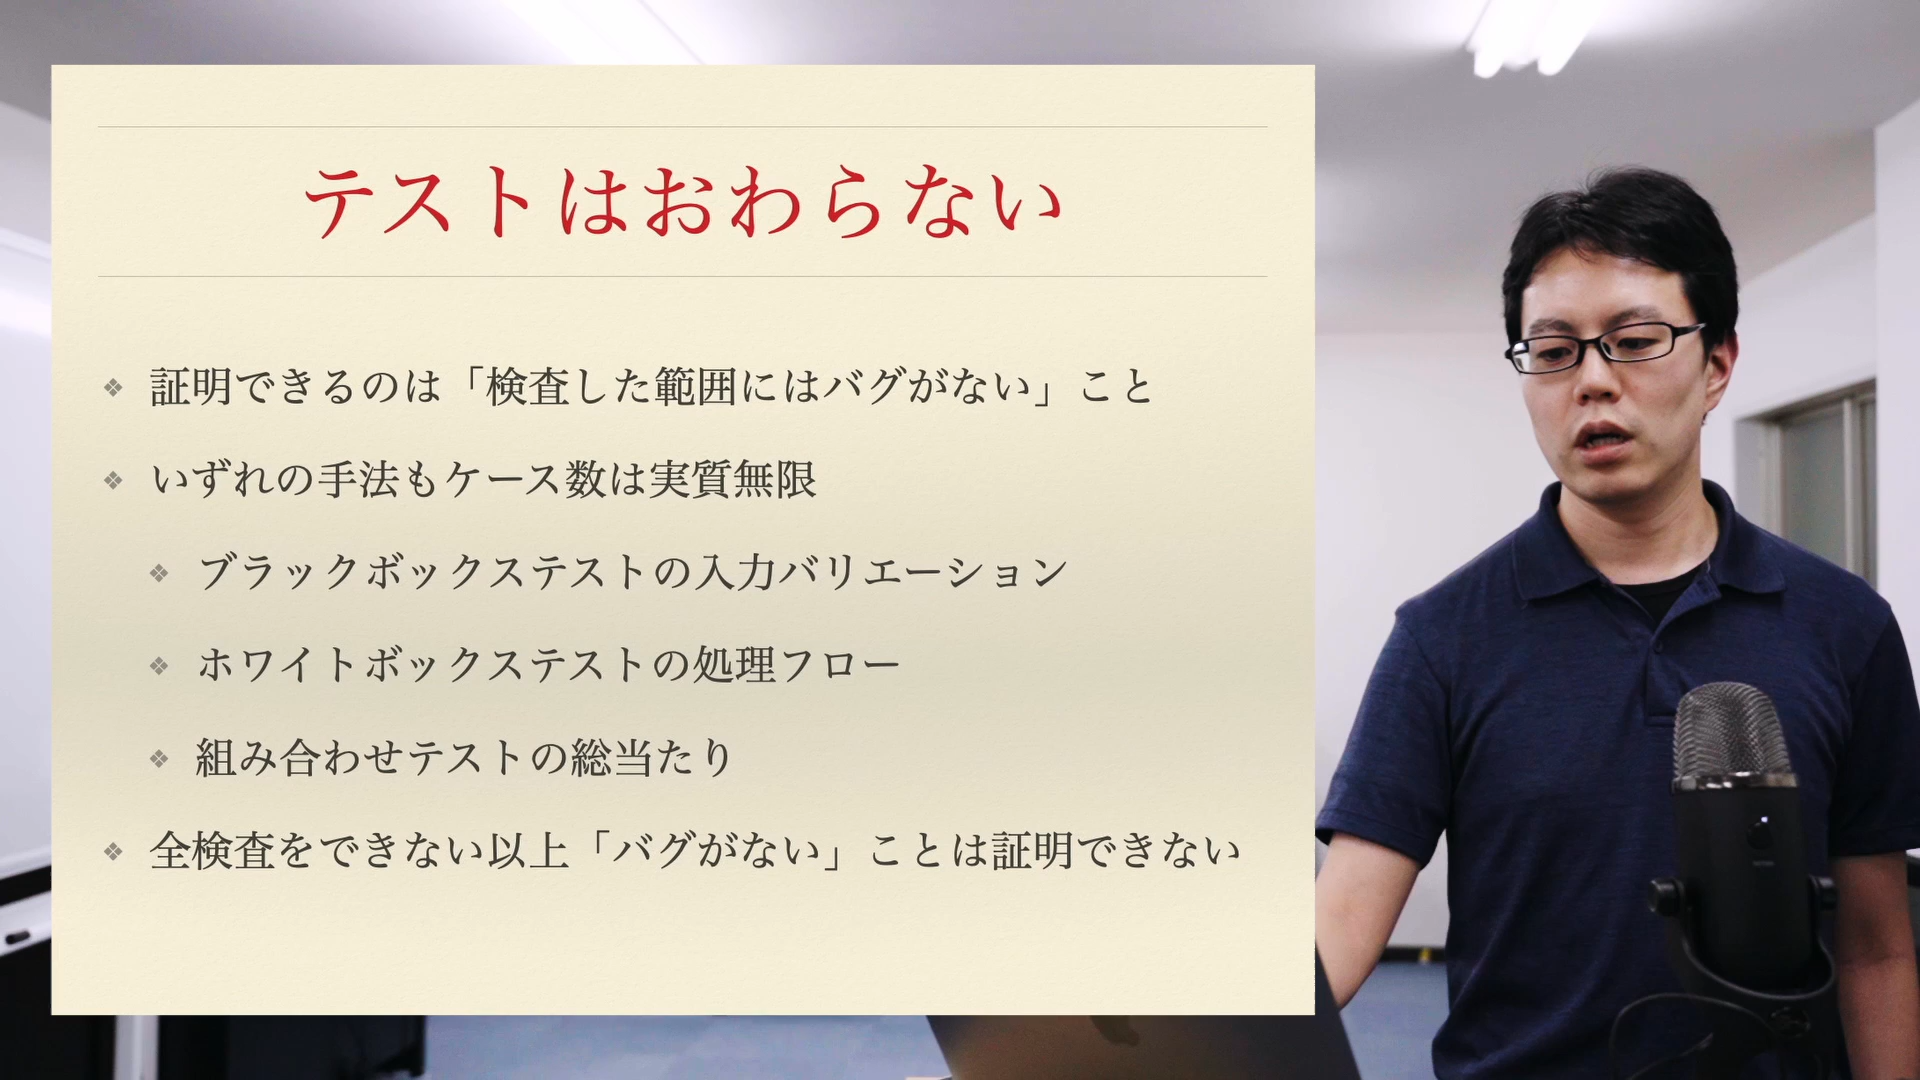 テストはおわらない
証明できるのは「検査した範囲にはバグがない」こと
いずれの手法もケース数は実質無限
ブラックボックステストの入力バリエーション
ホワイトボックステストの処理フロー
組み合わせテストの総当たり
全検査をできない以上「バグがない」ことは証明できない